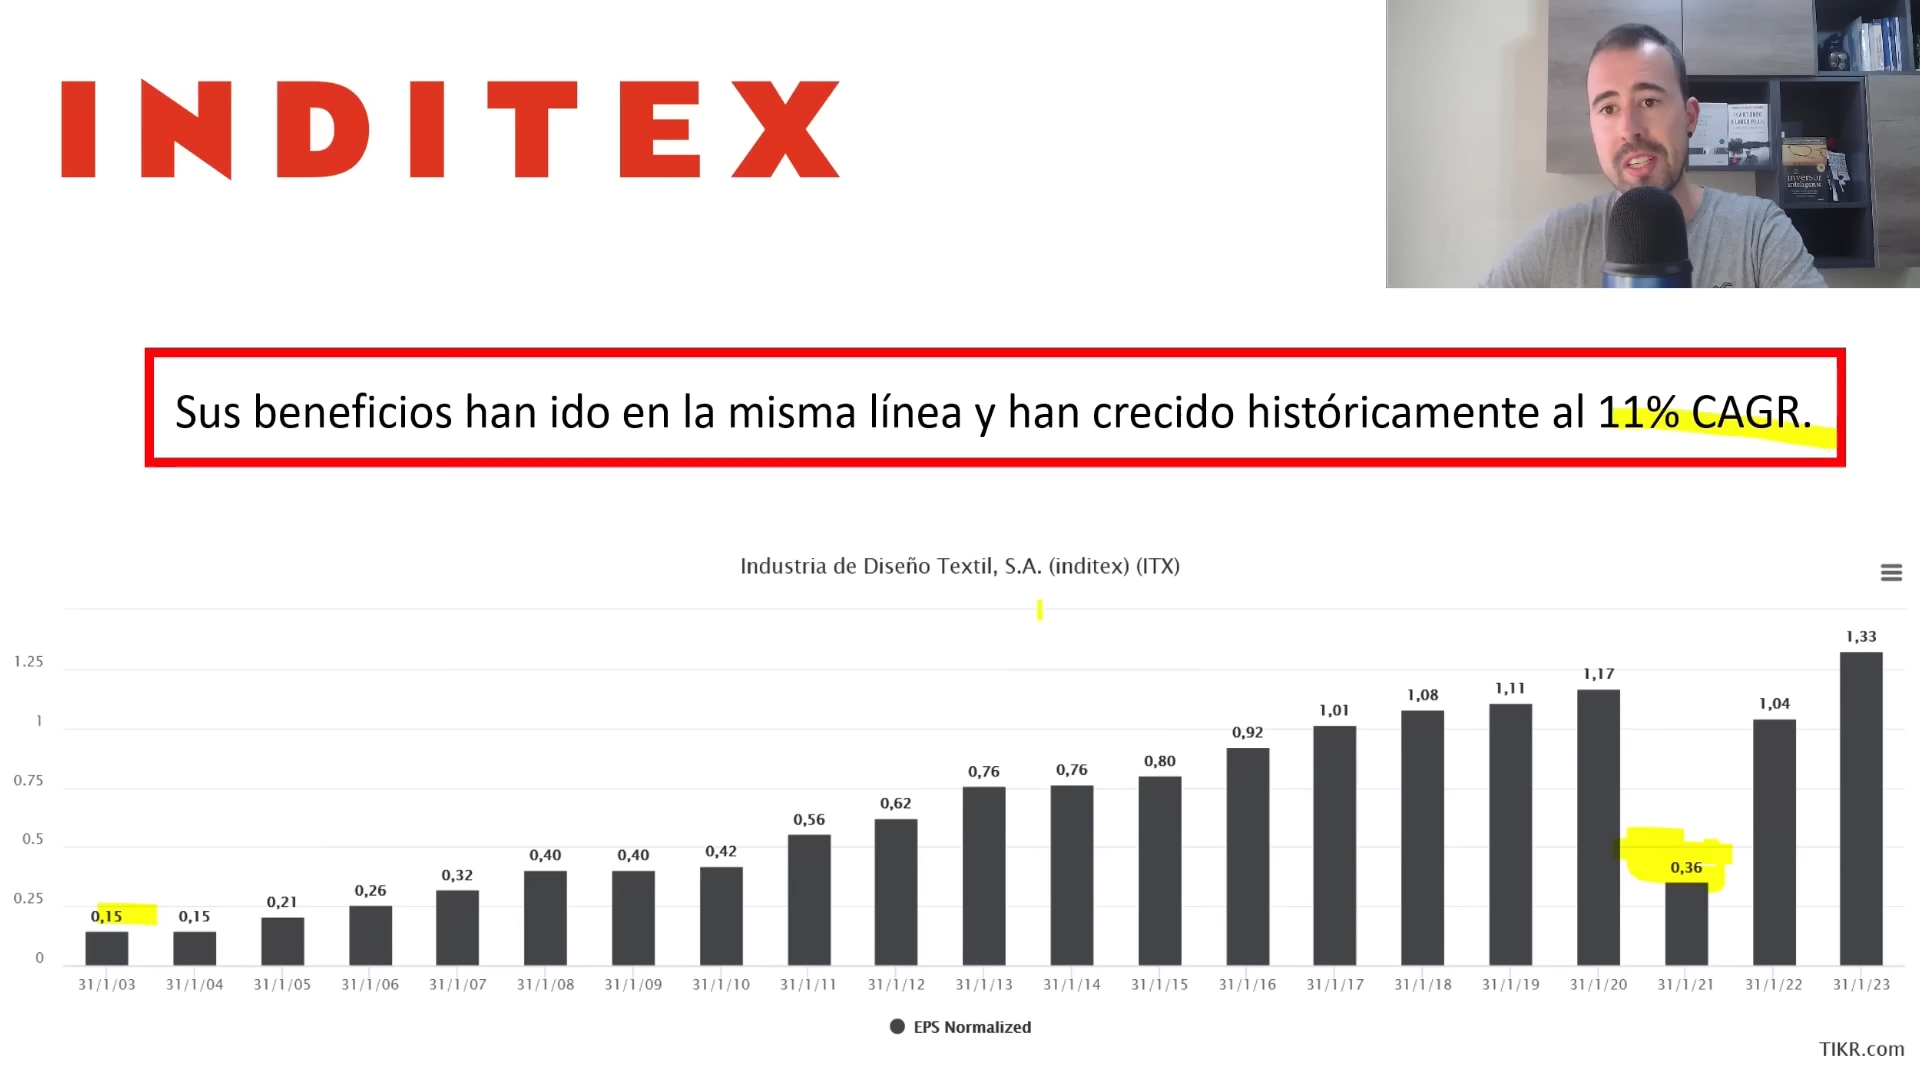 INDITEX
INVIRTIENDO
A LARGO PLAZO
El
inversor
inteligente
Sus beneficios han ido en la misma línea y han crecido históricamente al 11% CAGR.
Industria de Diseño Textil, S.A. (inditex) (ITX)
1.25
1
0.75
0.5
0.25
0
0,15
0,15
0,21
0,26
0,32
0,40
0,40
0,42
0,56
0,62
0,76
0,76
0,80
0,92
1,01
1,08
1,11
1,17
0,36
1,04
1,33
31/1/03 31/1/04 31/1/05 31/1/06 31/1/07 31/1/08 31/1/09 31/1/10 31/1/11 31/1/12 31/1/13 31/1/14 31/1/15 31/1/16 31/1/17 31/1/18 31/1/19 31/1/20 31/1/21 31/1/22 31/1/23
EPS Normalized
TIKR.com